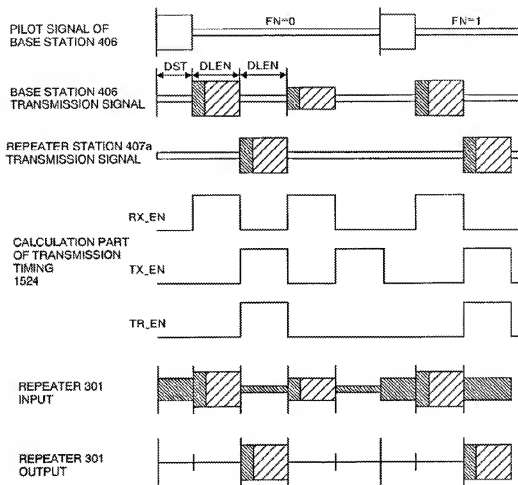 PILOT SIGNAL OF
BASE STATION 406
FN=0
FN=1
DST
DLEN
DLEN
BASE STATION 406
TRANSMISSION SIGNAL
REPEATER STATION 407a
TRANSMISSION SIGNAL
RX_EN
CALCULATION PART
OF TRANSMISSION
TIMING
1524
TX_EN
TR_EN
REPEATER 301
INPUT
REPEATER 301
OUTPUT